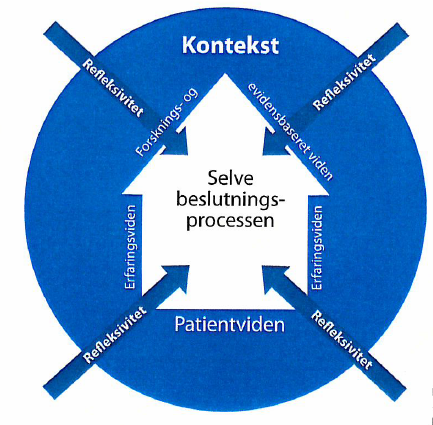 Kontekst
Refleksivitet
Refleksivitet
Forsknings- og
evidensbaseret viden
Selve
beslutnings-
processen
Erfaringsviden
Erfaringsviden
Patientviden
Refleksivitet
Refleksivitet